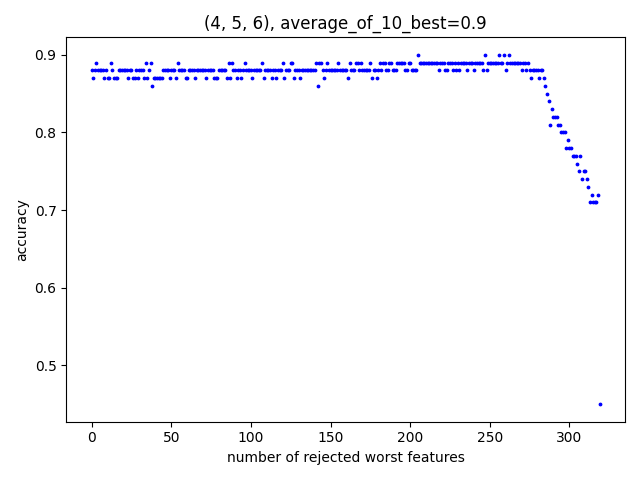 (4, 5, 6), average_of_10_best=0.9
0.9
0.8
0.7
0.6
0.5
accuracy
0 50 100 150 200 250 300
number of rejected worst features